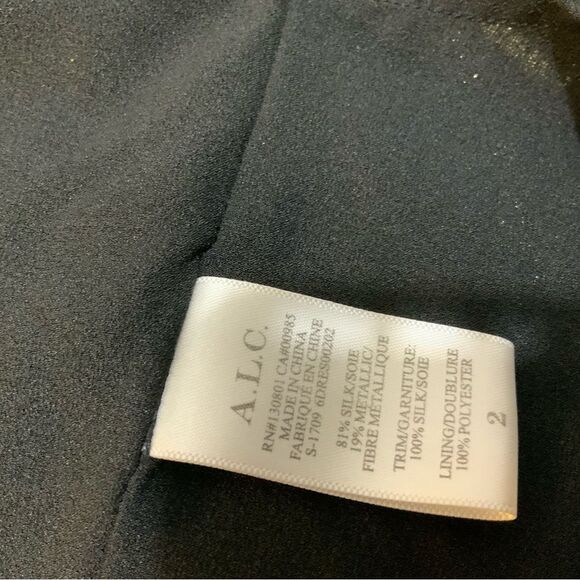 A.L.C.
RN#130801 CA#00985
MADE IN CHINA
FABRIQUE EN CHINE
S-1709 6DRES00202
81% SILK/SOIE
19% METALLIC/
FIBRE METALLIQUE
TRIM/GARNITURE:
100% SILK/SOIE
LINING/DOUBLURE
100% POLYESTER
2